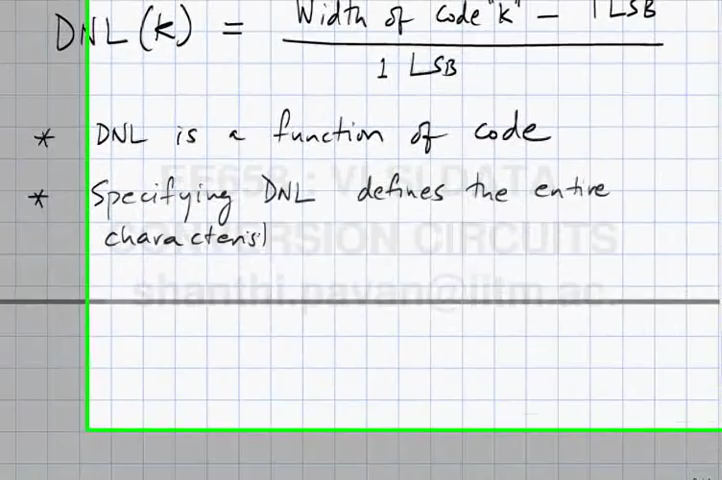 DNL(k) = Width of code "k" - 1 LSB
1 LSB
* DNL is a function of code
* Specifying DNL defines the entire
characteris
EE658 : VLSI DATA
CONVERSION CIRCUITS
shanthi.pavan@iitm.ac.